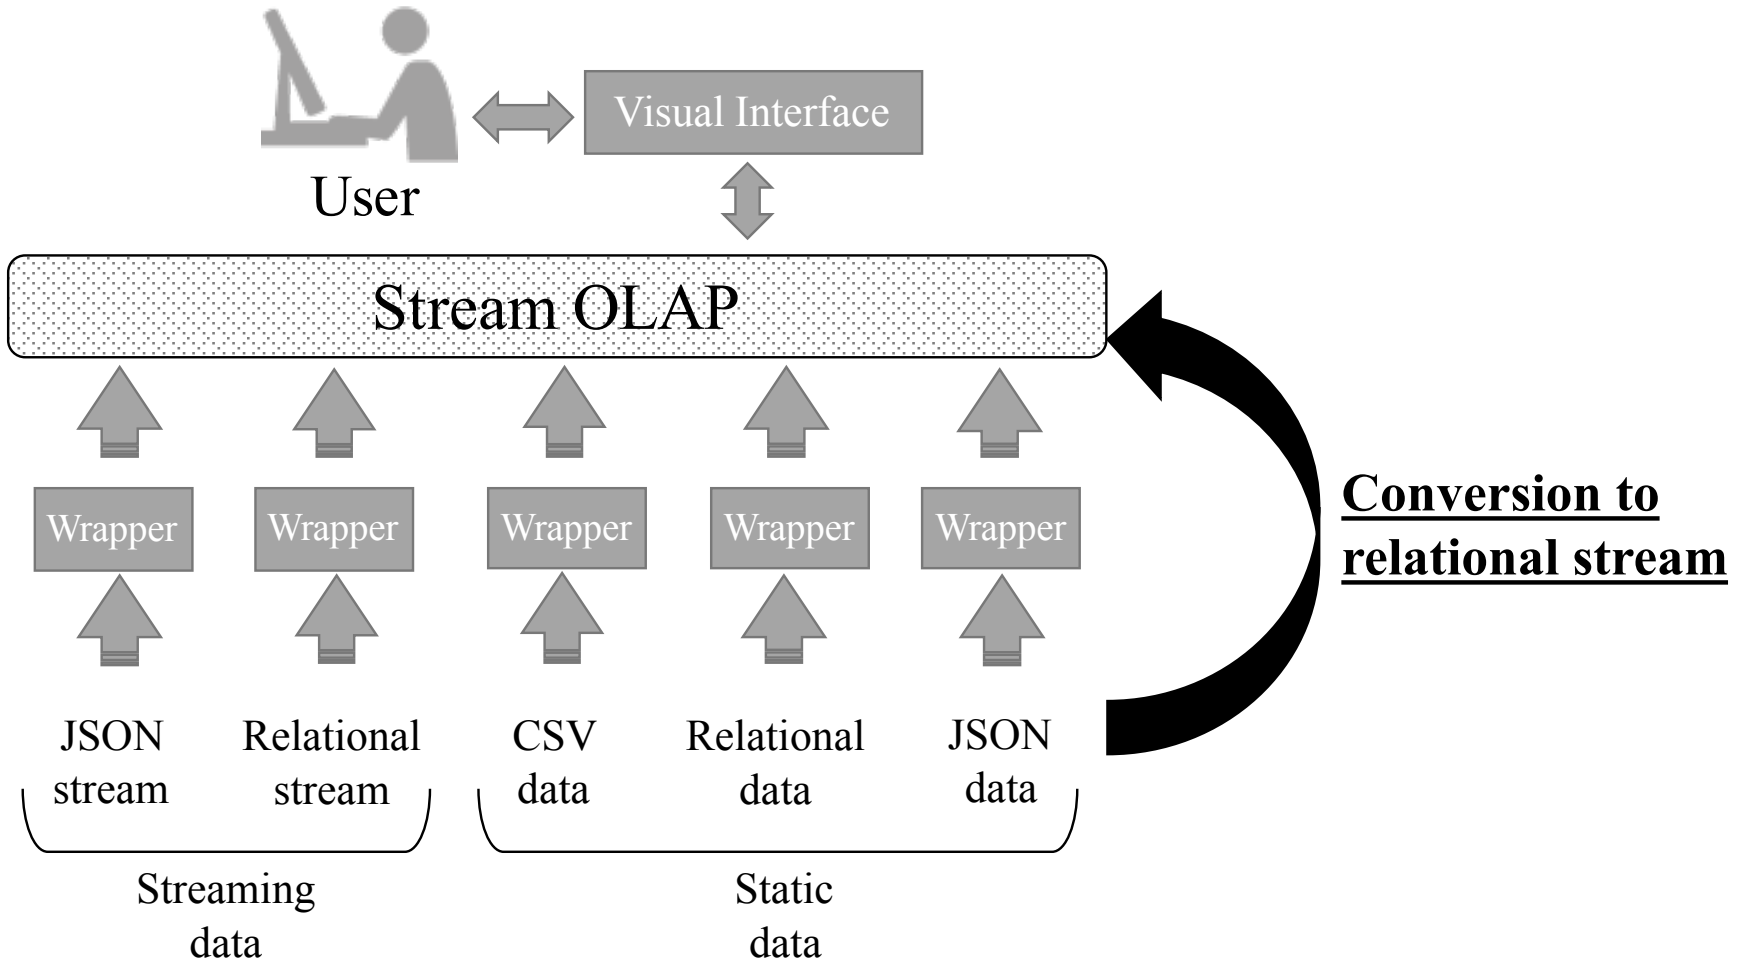 Visual Interface
User
Stream OLAP
Wrapper
Wrapper
Wrapper
Wrapper
Wrapper
Conversion to
relational stream
JSON
stream
Relational
stream
CSV
data
Relational
data
JSON
data
Streaming
data
Static
data